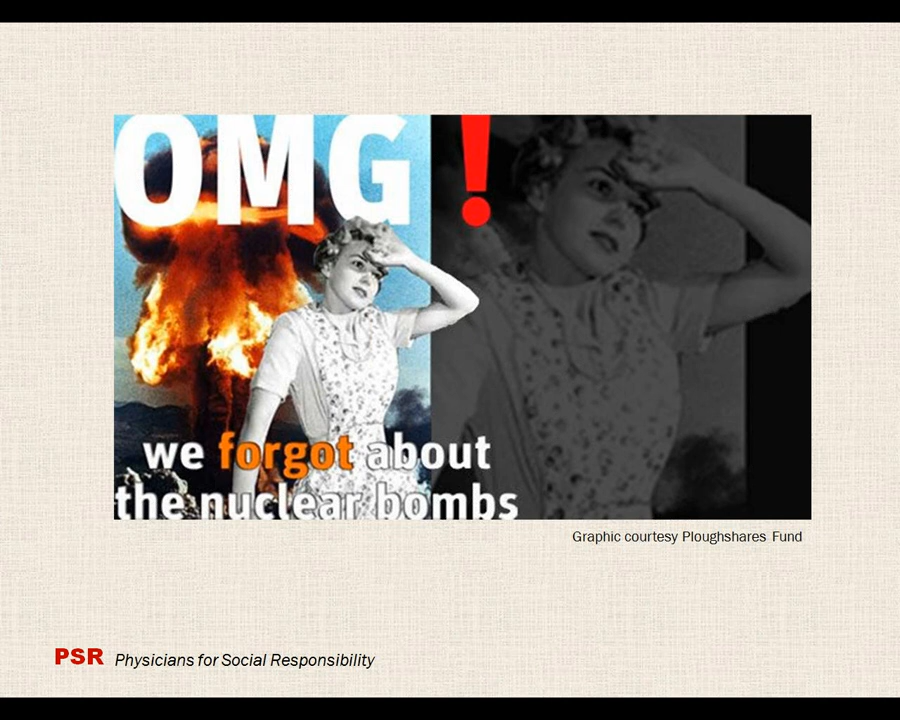 OMG!
we forgot about
the nuclear bombs
Graphic courtesy Ploughshares Fund
PSR Physicians for Social Responsibility